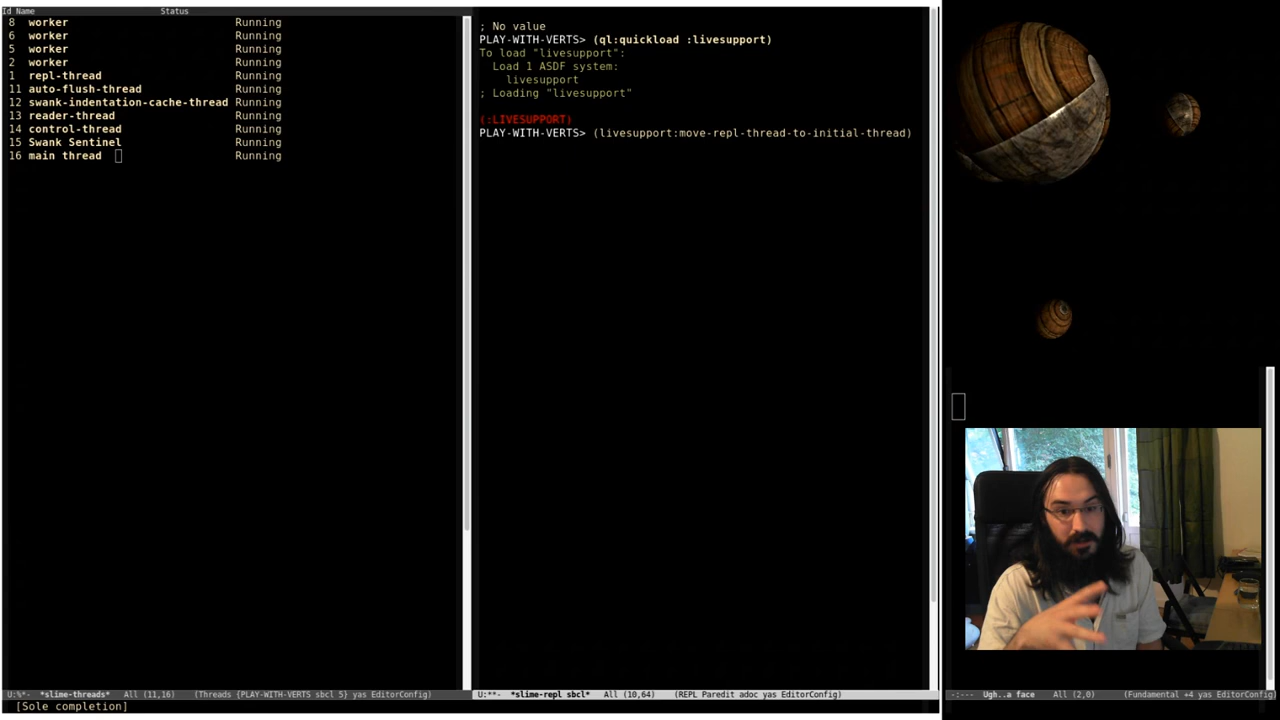 Id Name Status
8 worker Running
6 worker Running
5 worker Running
2 worker Running
1 repl-thread Running
11 auto-flush-thread Running
12 swank-indentation-cache-thread Running
13 reader-thread Running
14 control-thread Running
15 Swank Sentinel Running
16 main thread Running
U:%*- *slime-threads* All (11,16) (Threads {PLAY-WITH-VERTS sbcl 5} yas EditorConfig)
[Sole completion]
; No value
PLAY-WITH-VERTS> (ql:quickload :livesupport)
To load "livesupport":
Load 1 ASDF system:
livesupport
; Loading "livesupport"
(:LIVESUPPORT)
PLAY-WITH-VERTS> (livesupport:move-repl-thread-to-initial-thread)
U:**- *slime-repl sbcl* All (10,64) (REPL Paredit adoc yas EditorConfig)
-:--- Ugh..a face All (2,0) (Fundamental +4 yas EditorConfig)